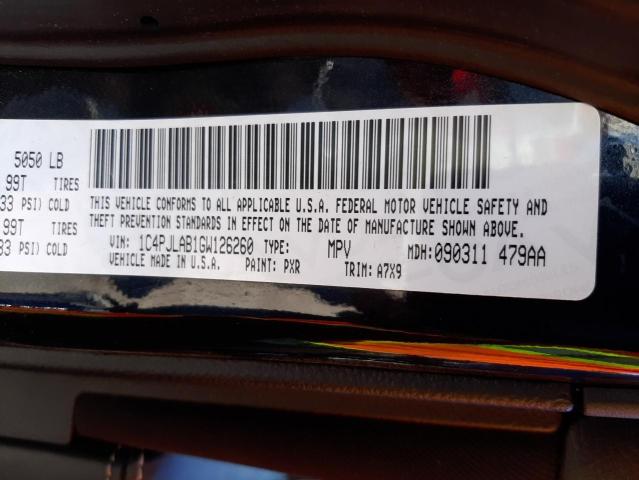 5050 LB
99T TIRES
33 PSI) COLD
99T TIRES
33 PSI) COLD
THIS VEHICLE CONFORMS TO ALL APPLICABLE U.S.A. FEDERAL MOTOR VEHICLE SAFETY AND
THEFT PREVENTION STANDARDS IN EFFECT ON THE DATE OF MANUFACTURE SHOWN ABOVE.
VIN: 1C4PJLAB1GW126260 TYPE: MPV MDH: 090311 479AA
VEHICLE MADE IN U.S.A. PAINT: PXR TRIM: A7X9